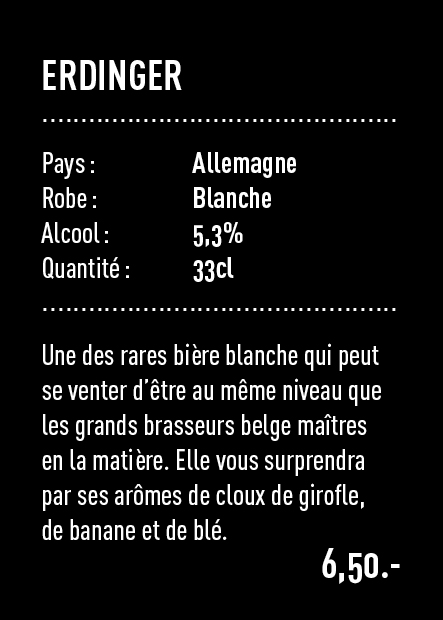 ERDINGER
Pays : Allemagne
Robe : Blanche
Alcool : 5,3%
Quantité : 33cl
Une des rares bière blanche qui peut
se venter d'être au même niveau que
les grands brasseurs belge maîtres
en la matière. Elle vous surprendra
par ses arômes de cloux de girofle,
de banane et de blé.
6,50.-